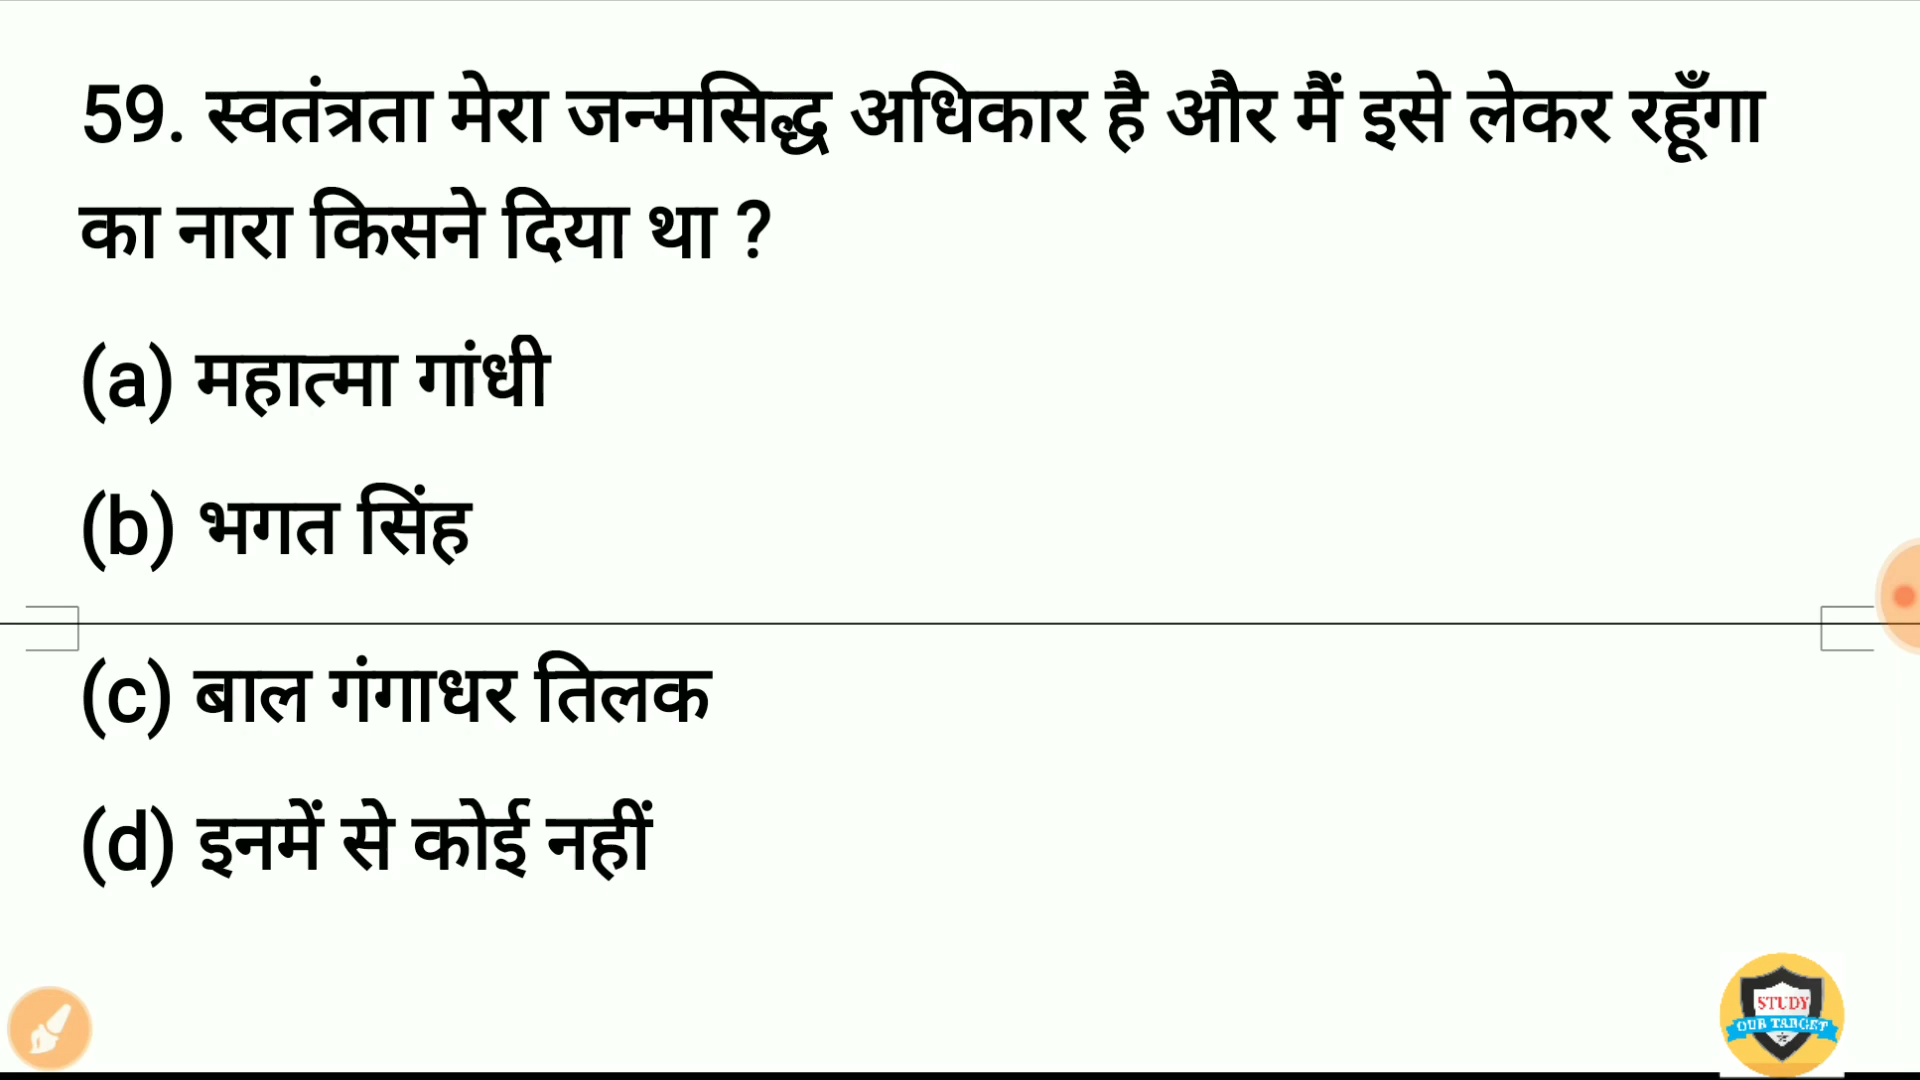 59. स्वतंत्रता मेरा जन्मसिद्ध अधिकार है और मैं इसे लेकर रहूँगा
का नारा किसने दिया था ?
(a) महात्मा गांधी
(b) भगत सिंह
(c) बाल गंगाधर तिलक
(d) इनमें से कोई नहीं
STUDY
OUR TARGET